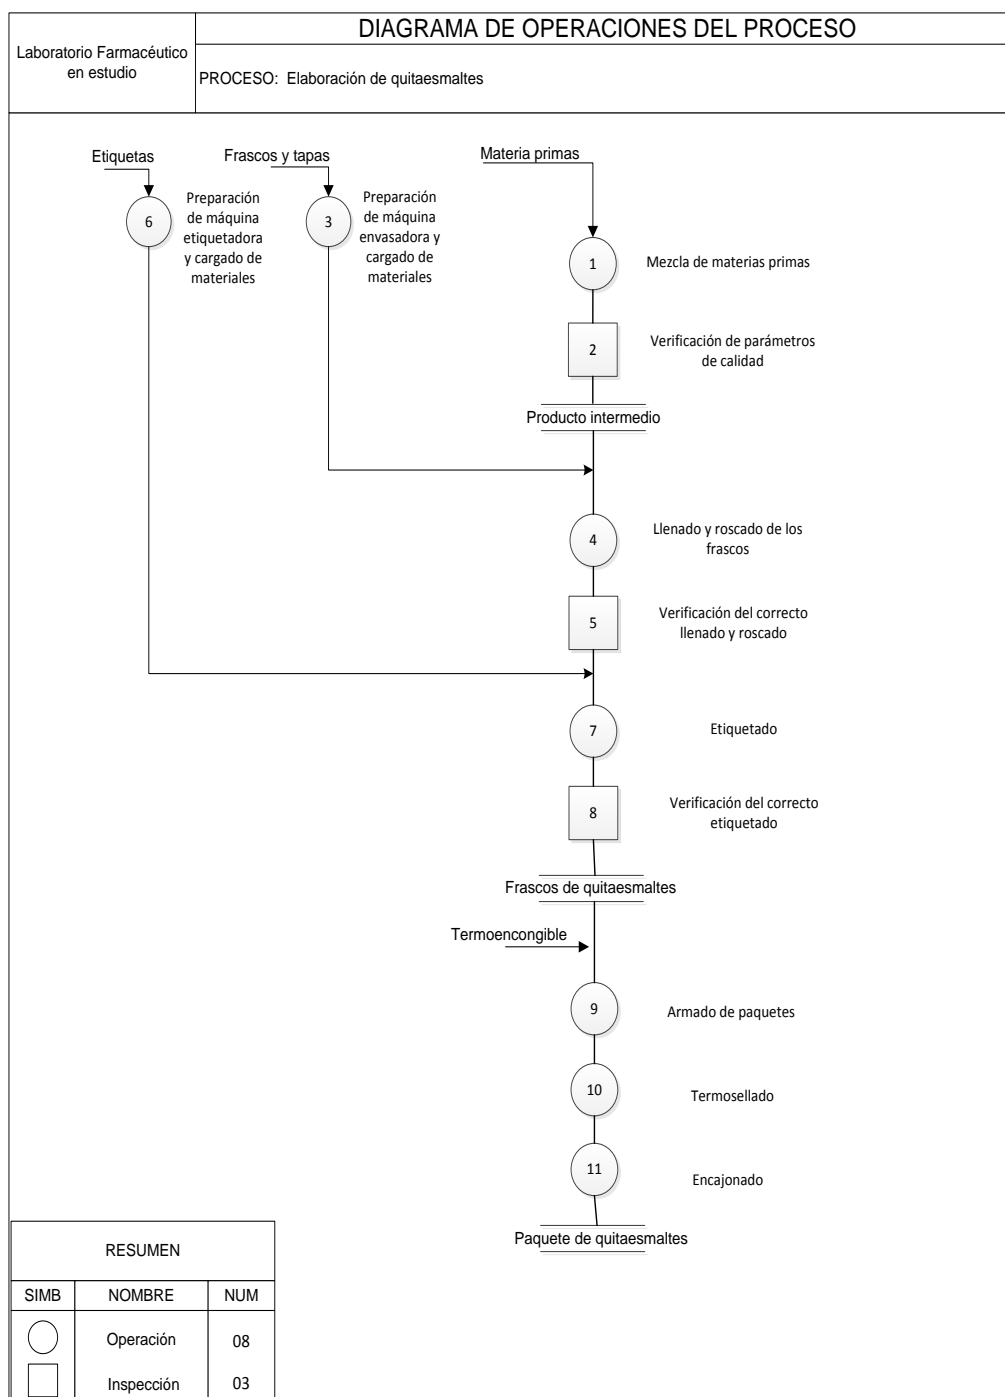 DIAGRAMA DE OPERACIONES DEL PROCESO
Laboratorio Farmacéutico
en estudio
PROCESO: Elaboración de quitaesmaltes
Etiquetas
Frascos y tapas
Materia primas
6
Preparación
de máquina
etiquetadora
y cargado de
materiales
3
Preparación
de máquina
envasadora y
cargado de
materiales
1
Mezcla de materias primas
2
Verificación de parámetros
de calidad
Producto intermedio
4
Llenado y roscado de los
frascos
5
Verificación del correcto
llenado y roscado
7
Etiquetado
8
Verificación del correcto
etiquetado
Frascos de quitaesmaltes
Termoencongible
9
Armado de paquetes
10
Termosellado
11
Encajonado
Paquete de quitaesmaltes
RESUMEN
SIMB NOMBRE NUM
Operación 08
Inspección 03